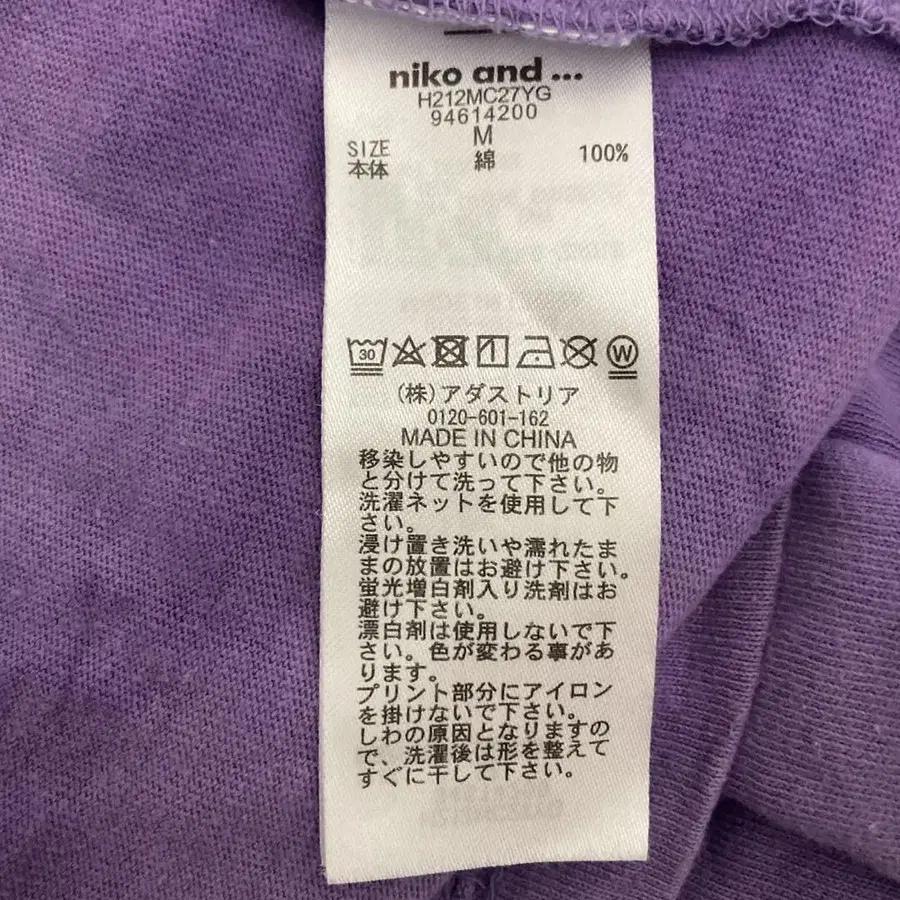 niko and ...
H212MC27YG
94614200
SIZE M
本体 綿 100%
30
W
(株)アダストリア
0120-601-162
MADE IN CHINA
移染しやすいので他の物
と分けて洗って下さい。
洗濯ネットを使用して下
さい。
浸け置き洗いや濡れたま
まの放置はお避け下さい。
蛍光増白剤入り洗剤はお
避け下さい。
漂白剤は使用しないで下
さい。色が変わる事があ
ります。
プリント部分にアイロン
を掛けないで下さい。
しわの原因となりますの
で、洗濯後は形を整えて
すぐに干して下さい。